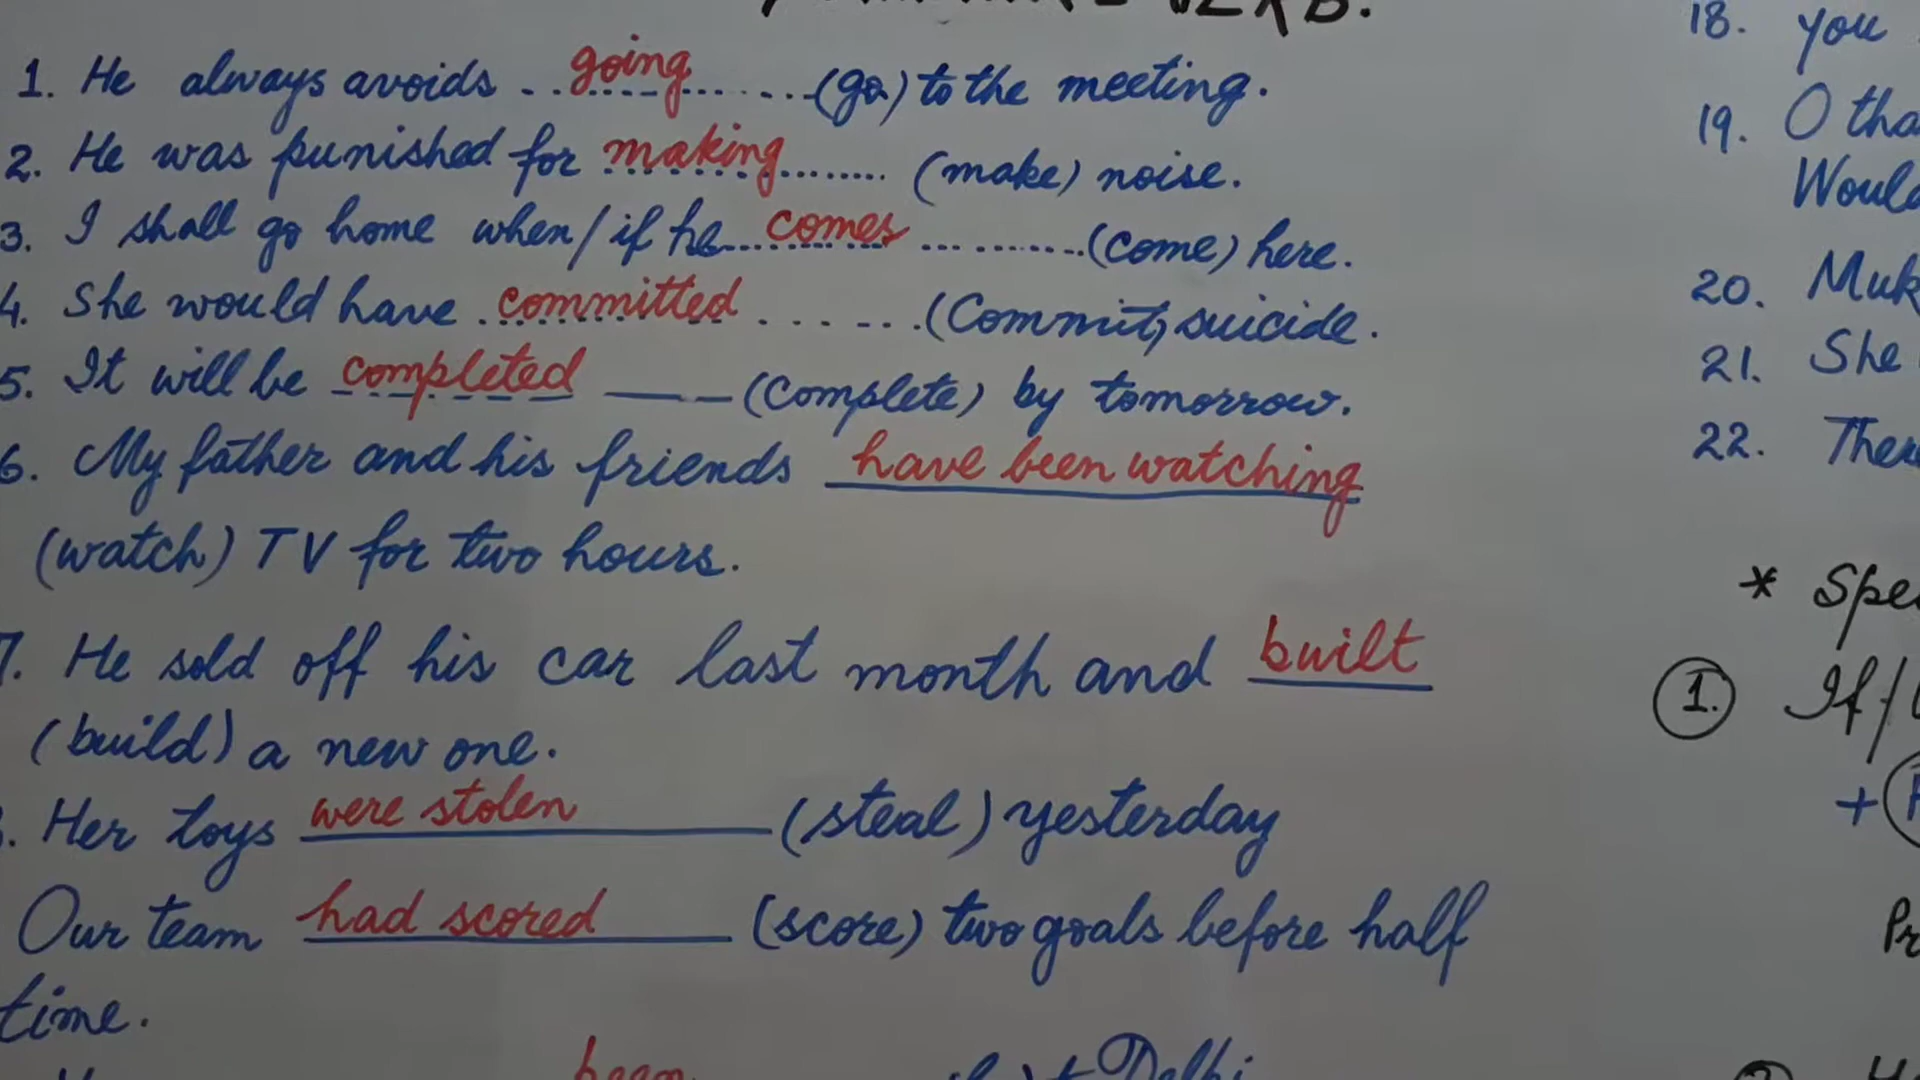 VERB.
1. He always avoids ..going.......(go) to the meeting.
2. He was punished for making....... (make) noise.
3. I shall go home when/if he...comes..........(come) here.
4. She would have .committed .......(Commit) suicide.
5. It will be completed ____(Complete) by tomorrow.
6. My father and his friends have been watching
(watch) TV for two hours.
7. He sold off his car last month and built
(build) a new one.
. Her toys were stolen (steal) yesterday
Our team had scored (score) two goals before half
time.
been Delhi
18. you
19. O tha
Would
20. Muk
21. She
22. There
* Spe
1. If/
+
Pr